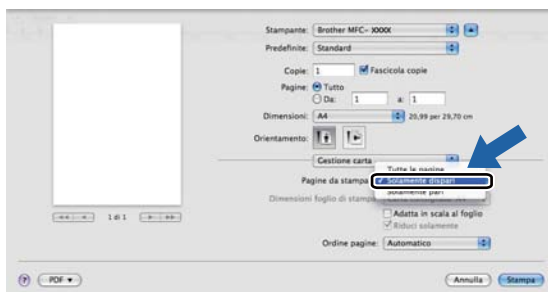 Stampante: Brother MFC- XXXX
Predefinite: Standard
Copie: 1 Fascicola copie
Pagine: Tutto
Da: 1 a: 1
Dimensioni: A4 20,99 per 29,70 cm
Orientamento:
Gestione carta
Tutte le pagine
Pagine da stampa Solamente dispari
Solamente pari
Dimensioni foglio di stampa
Adatta in scala al foglio
1 di 1
Riduci solamente
Ordine pagine: Automatico
? PDF ▾ Annulla Stampa